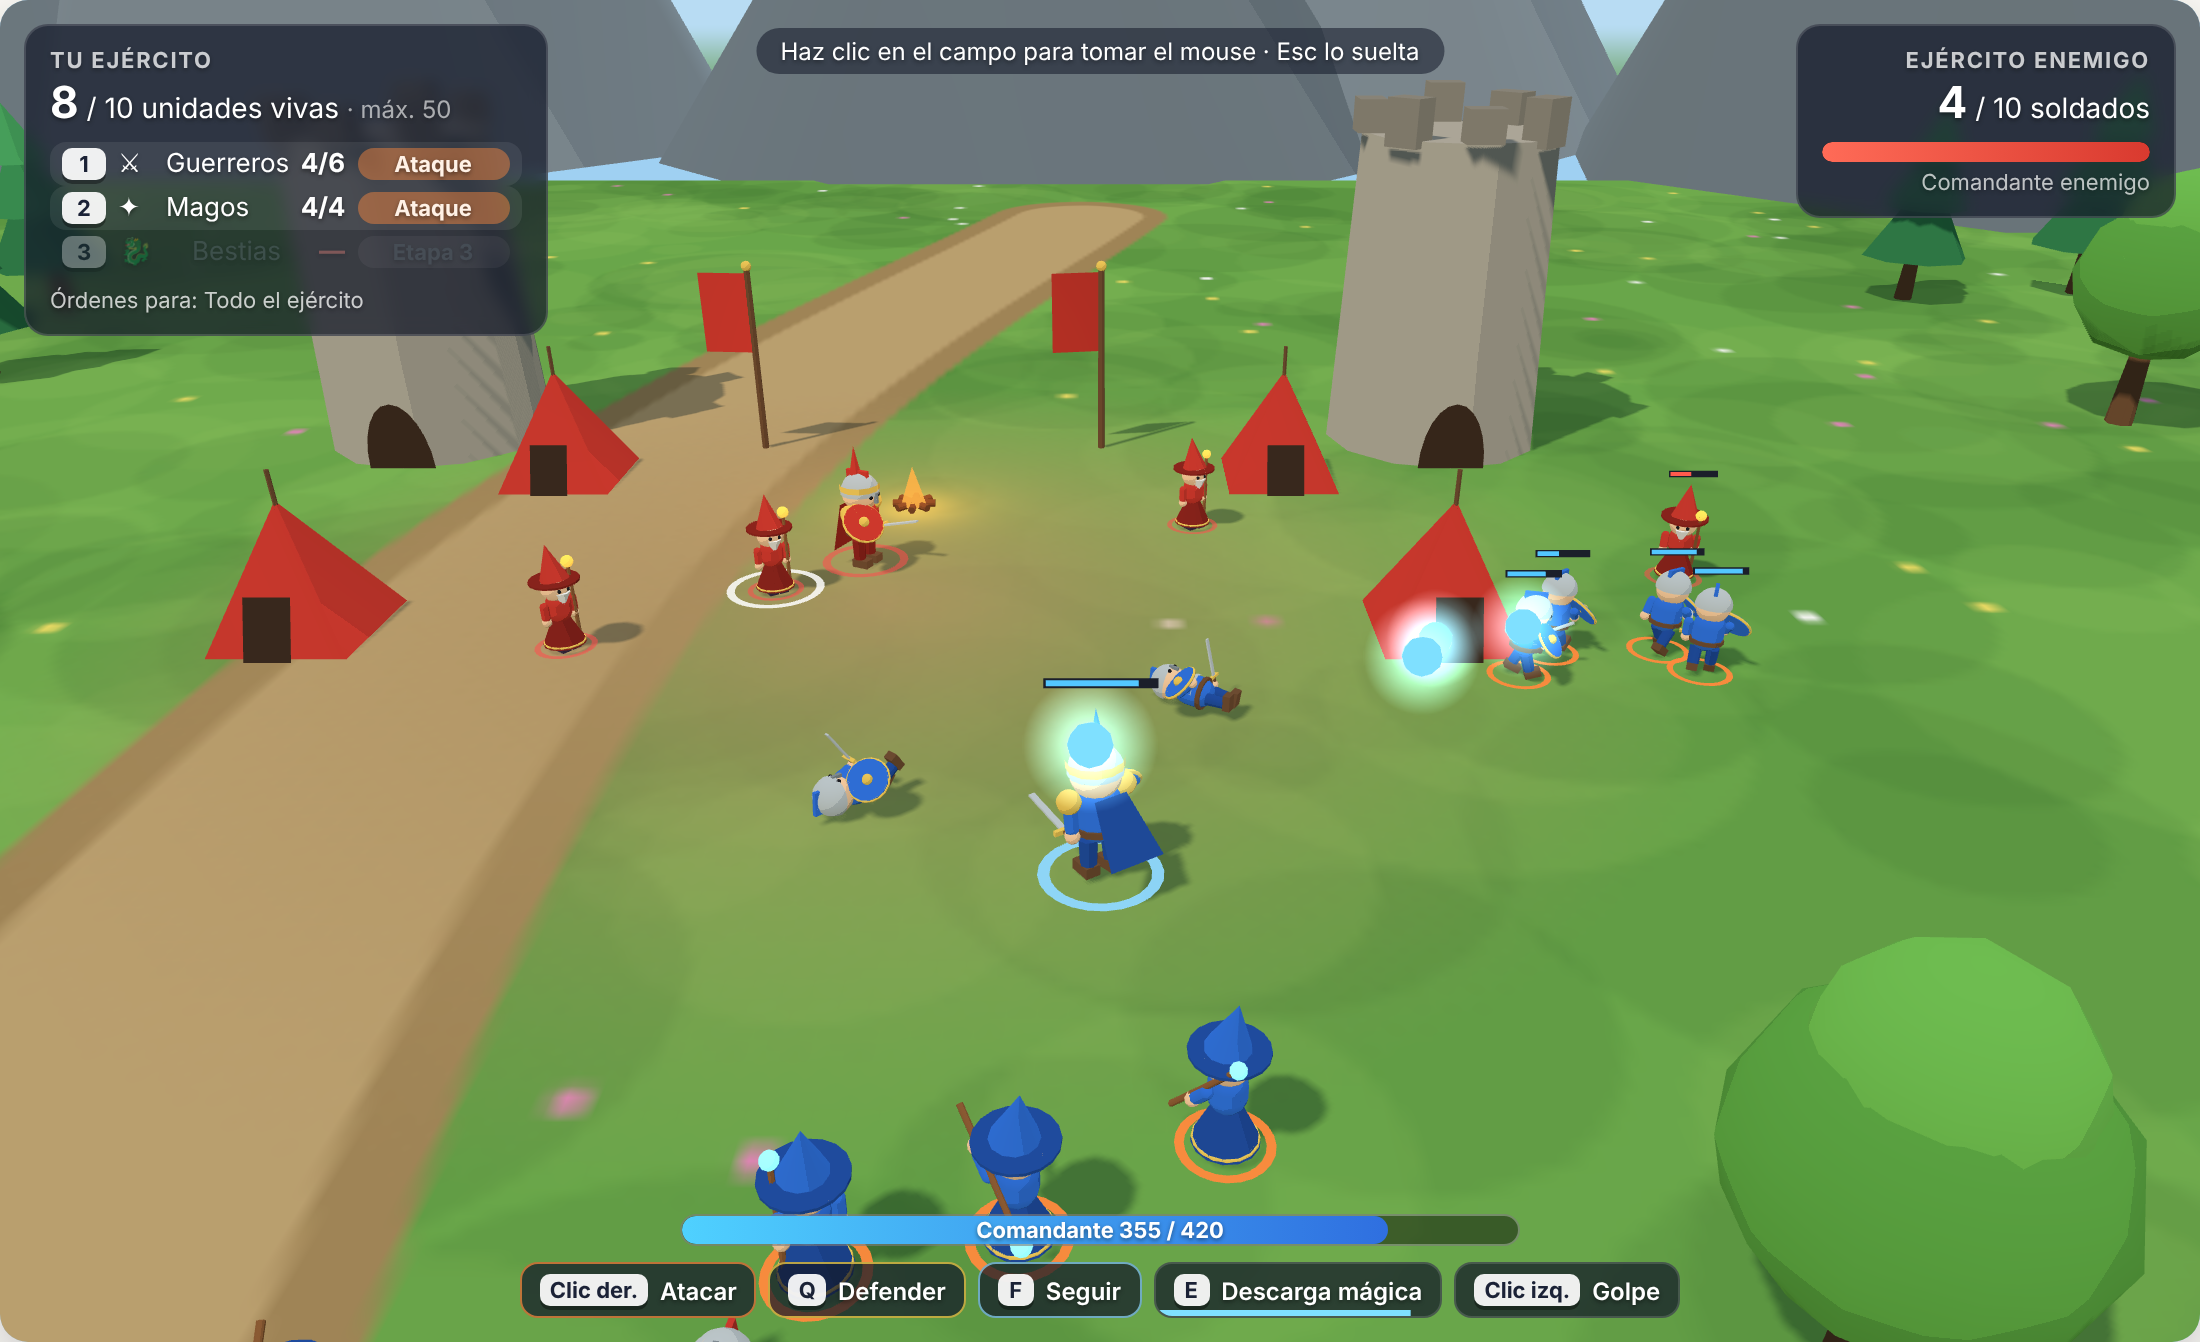 TU EJÉRCITO
8 / 10 unidades vivas · máx. 50
1 Guerreros 4/6 Ataque
2 Magos 4/4 Ataque
3 Bestias — Etapa 3
Órdenes para: Todo el ejército
Haz clic en el campo para tomar el mouse · Esc lo suelta
EJÉRCITO ENEMIGO
4 / 10 soldados
Comandante enemigo
Comandante 355 / 420
Clic der. Atacar
Q Defender
F Seguir
E Descarga mágica
Clic izq. Golpe